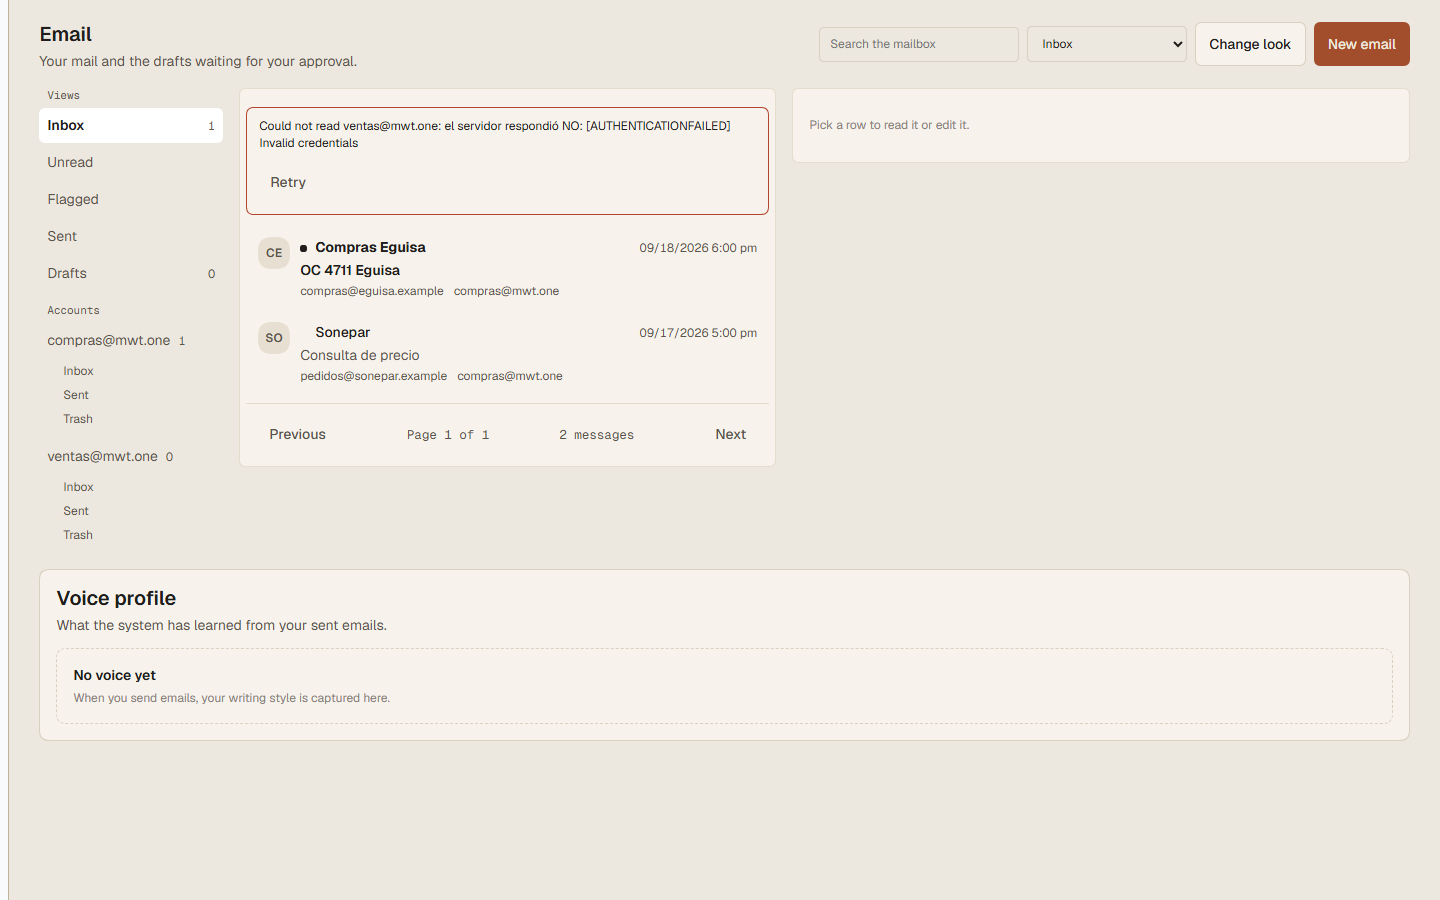 Email
Your mail and the drafts waiting for your approval.
Search the mailbox
Inbox
Change look
New email
Views
Inbox 1
Unread
Flagged
Sent
Drafts 0
Accounts
compras@mwt.one 1
Inbox
Sent
Trash
ventas@mwt.one 0
Inbox
Sent
Trash
Could not read ventas@mwt.one: el servidor respondió NO: [AUTHENTICATIONFAILED]
Invalid credentials
Retry
CE
Compras Eguisa 09/18/2026 6:00 pm
OC 4711 Eguisa
compras@eguisa.example compras@mwt.one
SO
Sonepar 09/17/2026 5:00 pm
Consulta de precio
pedidos@sonepar.example compras@mwt.one
Previous Page 1 of 1 2 messages Next
Pick a row to read it or edit it.
Voice profile
What the system has learned from your sent emails.
No voice yet
When you send emails, your writing style is captured here.